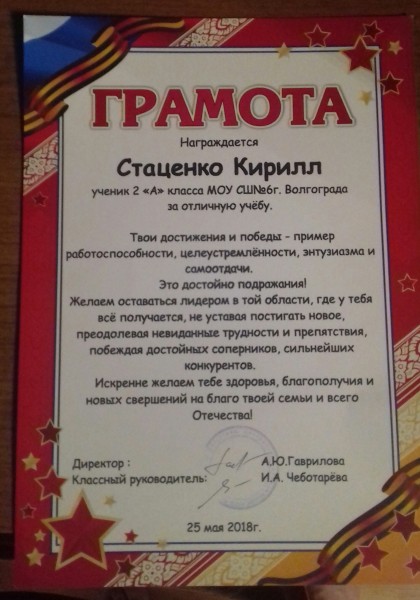 ГРАМОТА
Награждается
Стаценко Кирилл
ученик 2 «А» класса МОУ СШ№6г. Волгограда
за отличную учёбу.
Твои достижения и победы - пример
работоспособности, целеустремлённости, энтузиазма и
самоотдачи.
Это достойно подражания!
Желаем оставаться лидером в той области, где у тебя
всё получается, не уставая постигать новое,
преодолевая невиданные трудности и препятствия,
побеждая достойных соперников, сильнейших
конкурентов.
Искренне желаем тебе здоровья, благополучия и
новых свершений на благо твоей семьи и всего
Отечества!
Директор : А.Ю.Гаврилова
Классный руководитель: И.А. Чеботарёва
25 мая 2018г.